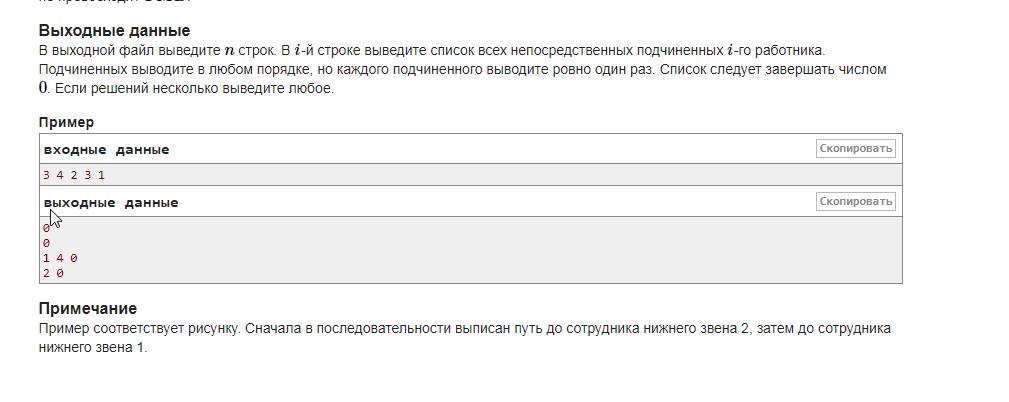 Выходные данные
В выходной файл выведите n строк. В i-й строке выведите список всех непосредственных подчиненных i-го работника.
Подчиненных выводите в любом порядке, но каждого подчиненного выводите ровно один раз. Список следует завершать числом
0. Если решений несколько выведите любое.
Пример
входные данные
Скопировать
3 4 2 3 1
выходные данные
Скопировать
0
0
1 4 0
2 0
Примечание
Пример соответствует рисунку. Сначала в последовательности выписан путь до сотрудника нижнего звена 2, затем до сотрудника
нижнего звена 1.